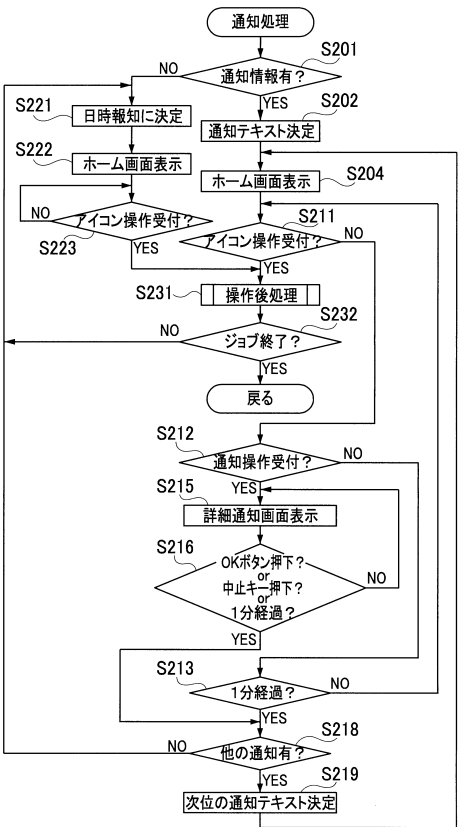 通知処理
S201
通知情報有？
NO
YES
S221
日時報知に決定
S202
通知テキスト決定
S222
ホーム画面表示
S204
ホーム画面表示
NO
アイコン操作受付？
S223
YES
S211
アイコン操作受付？
NO
YES
S231
操作後処理
S232
NO
ジョブ終了？
YES
戻る
S212
通知操作受付？
NO
YES
S215
詳細通知画面表示
S216
OKボタン押下？
or
中止キー押下？
or
1分経過？
NO
YES
S213
1分経過？
NO
YES
S218
NO
他の通知有？
YES
S219
次位の通知テキスト決定